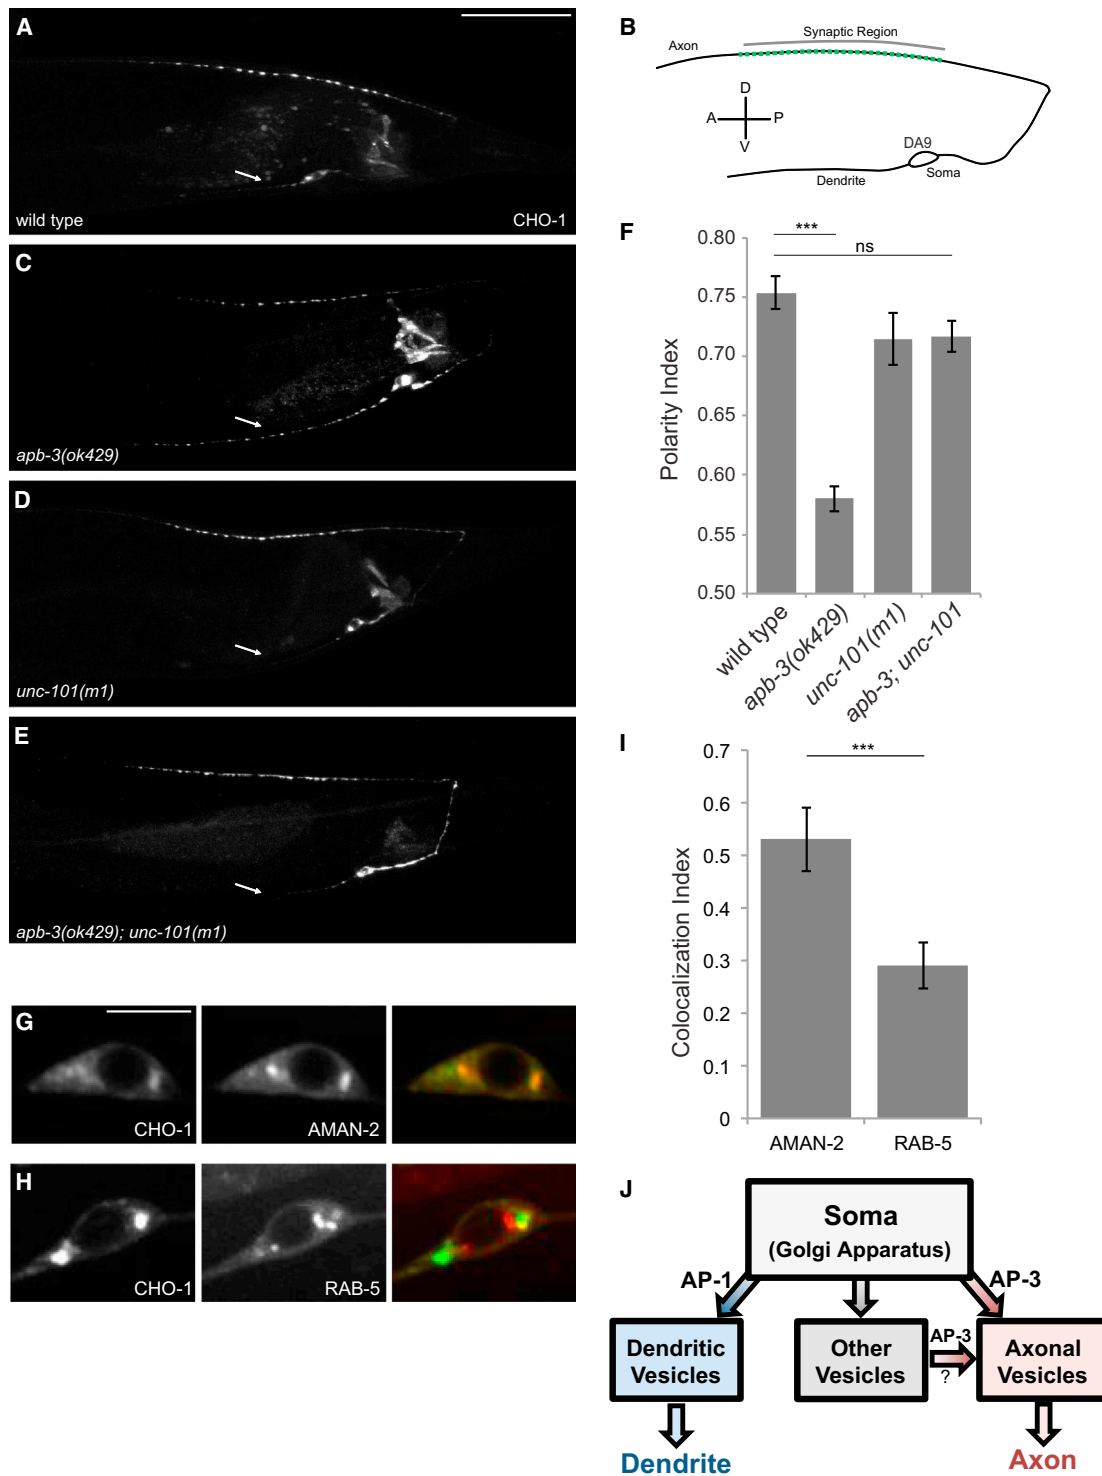 A
wild type
CHO-1
B
Synaptic Region
Axon
D
A
P
V
DA9
Soma
Dendrite
C
apb-3(ok429)
D
unc-101(m1)
E
apb-3(ok429); unc-101(m1)
F
***
ns
0.80
0.75
0.70
0.65
0.60
0.55
0.50
Polarity Index
wild type
apb-3(ok429)
unc-101(m1)
apb-3; unc-101
G
CHO-1
AMAN-2
H
CHO-1
RAB-5
I
***
0.7
0.6
0.5
0.4
0.3
0.2
0.1
0
Colocalization Index
AMAN-2
RAB-5
J
Soma
(Golgi Apparatus)
AP-1
AP-3
Dendritic
Vesicles
Other
Vesicles
AP-3
?
Axonal
Vesicles
Dendrite
Axon